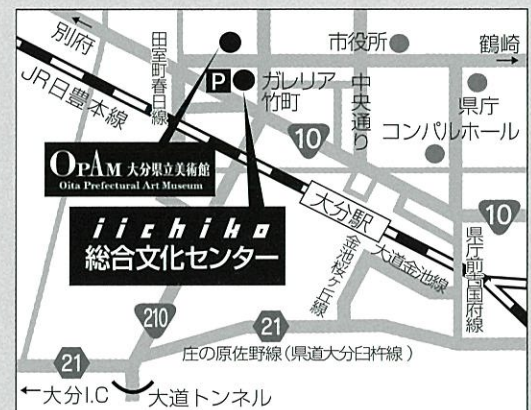 別府
田室町春日線
市役所
鶴崎
JR日豊本線
P
ガレリア
竹町
中央通り
県庁
コンパルホール
10
OPAM 大分県立美術館
Oita Prefectural Art Museum
大分駅
10
iichiko
総合文化センター
金池桜ヶ丘線
大道金池線
県庁前古国府線
210
21
庄の原佐野線(県道大分臼杵線)
21
大分I.C
大道トンネル